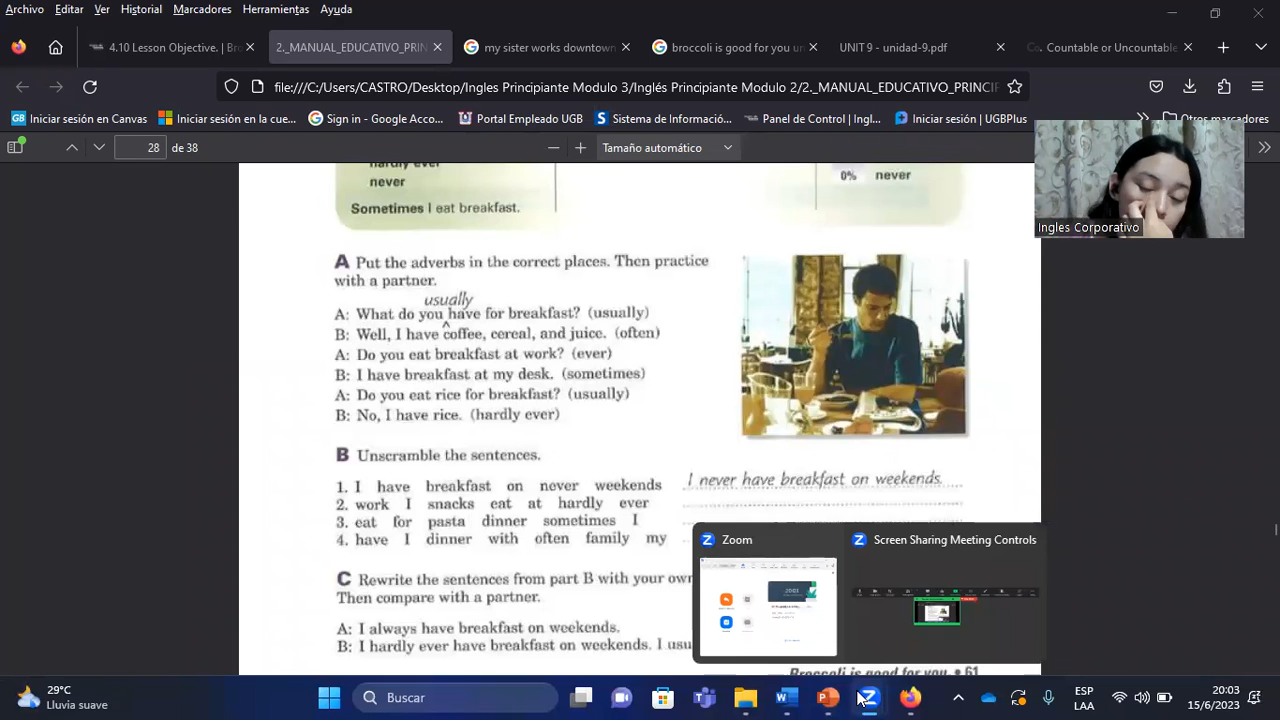 Archivo Editar Ver Historial Marcadores Herramientas Ayuda
4.10 Lesson Objective. | Bro
2._MANUAL_EDUCATIVO_PRIN
my sister works downtown
broccoli is good for you un
UNIT 9 - unidad-9.pdf
Countable or Uncountable
file:///C:/Users/CASTRO/Desktop/Ingles Principiante Modulo 3/Inglés Principiante Modulo 2/2._MANUAL_EDUCATIVO_PRINCIP
Iniciar sesión en Canvas
Iniciar sesión en la cue...
Sign in - Google Acco...
Portal Empleado UGB
Sistema de Informació...
Panel de Control | Ingl...
Iniciar sesión | UGBPlus
Otros marcadores
28 de 38
Tamaño automático
Ingles Corporativo
hardly ever
never
0% never
Sometimes I eat breakfast.
A Put the adverbs in the correct places. Then practice
with a partner.
usually
A: What do you have for breakfast? (usually)
B: Well, I have coffee, cereal, and juice. (often)
A: Do you eat breakfast at work? (ever)
B: I have breakfast at my desk. (sometimes)
A: Do you eat rice for breakfast? (usually)
B: No, I have rice. (hardly ever)
B Unscramble the sentences.
1. I have breakfast on never weekends
I never have breakfast on weekends.
2. work I snacks eat at hardly ever
3. eat for pasta dinner sometimes I
4. have I dinner with often family my
C Rewrite the sentences from part B with your own
Then compare with a partner.
A: I always have breakfast on weekends.
B: I hardly ever have breakfast on weekends. I usu
Broccoli is good for you. • 61
Zoom
Screen Sharing Meeting Controls
29°C
Lluvia
Buscar
ESP
LAA
20:03
15/6/2023